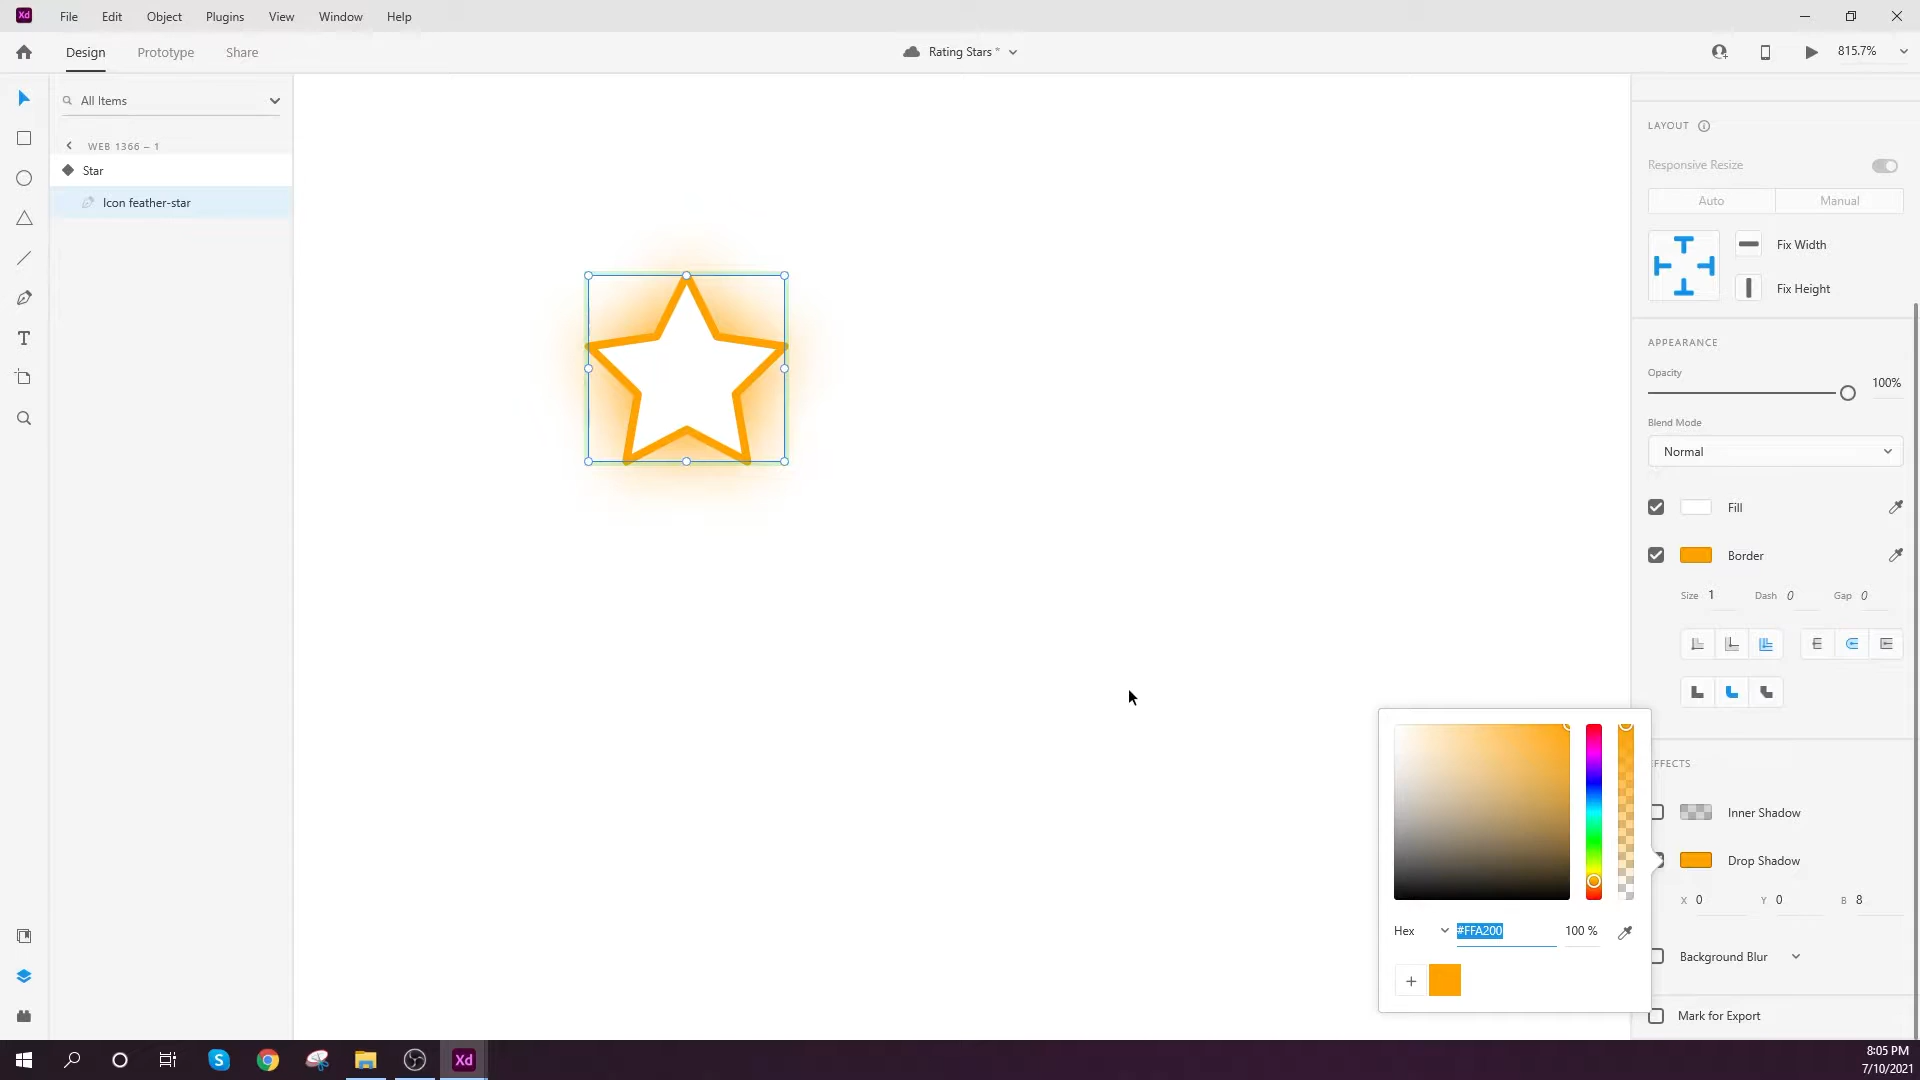 Xd File Edit Object Plugins View Window Help
Design Prototype Share Rating Stars * 815.7%
All Items
WEB 1366 – 1
Star
Icon feather-star
LAYOUT
Responsive Resize
Auto Manual
Fix Width
Fix Height
APPEARANCE
Opacity
100%
Blend Mode
Normal
Fill
Border
Size 1 Dash 0 Gap 0
EFFECTS
Inner Shadow
Drop Shadow
X 0 Y 0 B 8
Hex #FFA200 100 %
Background Blur
+
Mark for Export
T
S Xd
8:05 PM
7/10/2021